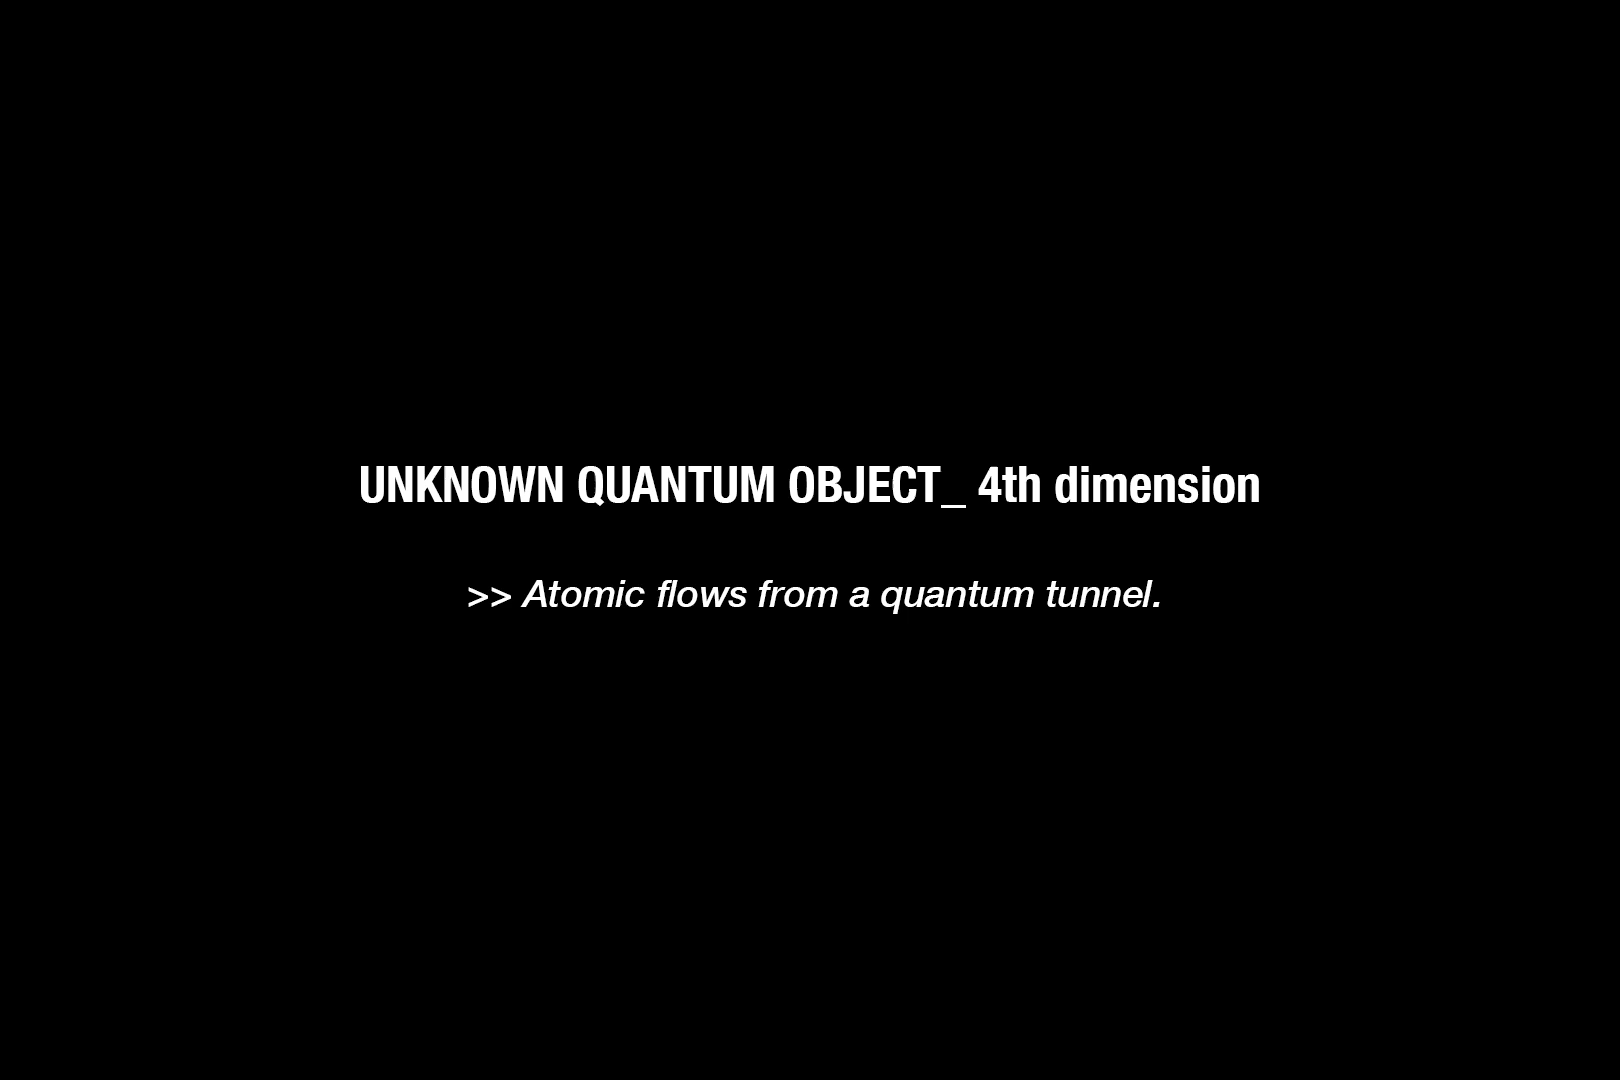 UNKNOWN QUANTUM OBJECT_ 4th dimension
>> Atomic flows from a quantum tunnel.